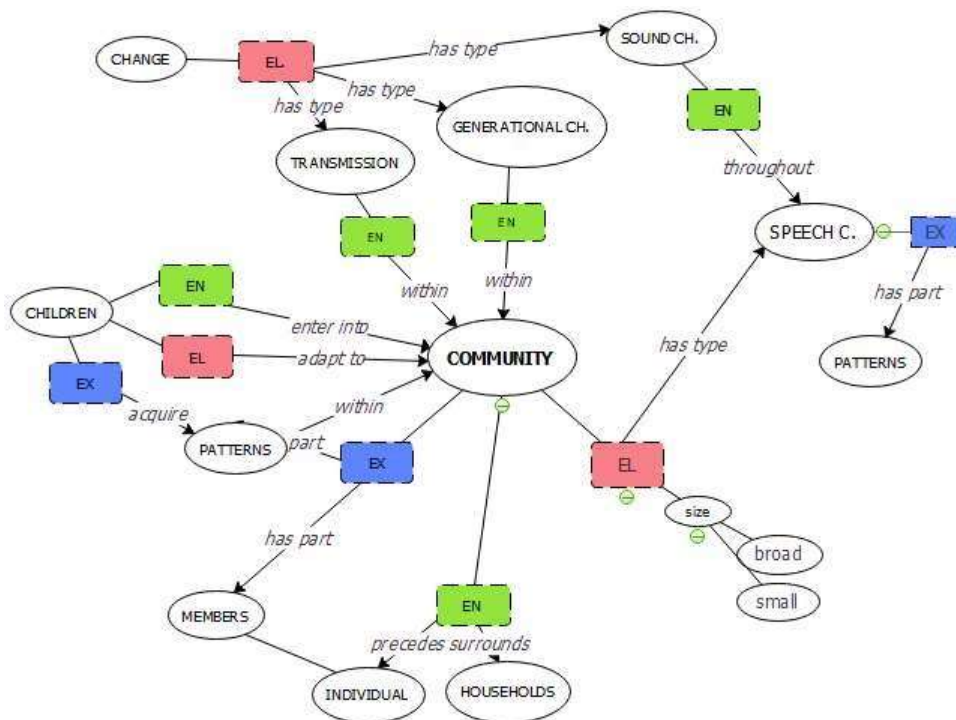 SOUND CH.
has type
CHANGE
EL.
has type
has type
EN
GENERATIONAL CH.
TRANSMISSION
throughout
EN
EN
SPEECH C.
EX
within
within
has part
EN
CHILDREN
enter into
EL
adapt to
COMMUNITY
has type
PATTERNS
EX
acquire
within
PATTERNS
part
EX
EL
size
has part
broad
small
EN
MEMBERS
precedes surrounds
INDIVIDUAL
HOUSEHOLDS